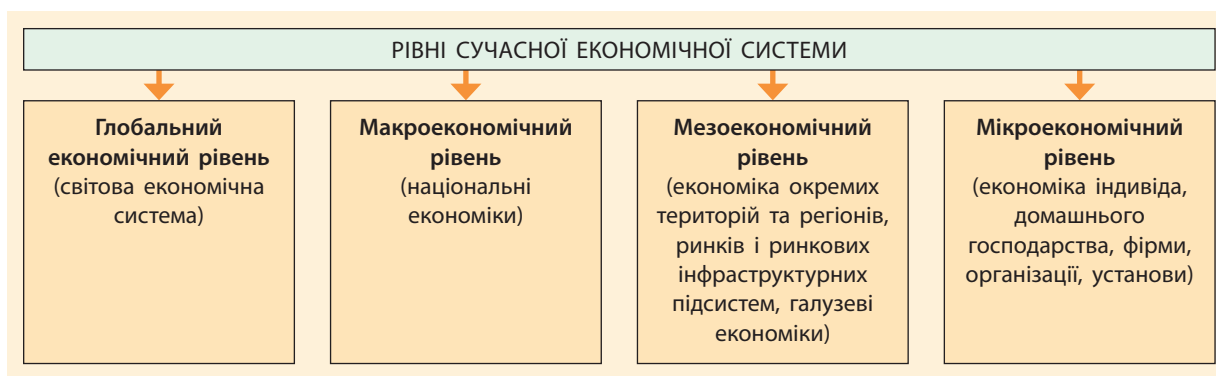 РІВНІ СУЧАСНОЇ ЕКОНОМІЧНОЇ СИСТЕМИ
Глобальний
економічний рівень
(світова економічна
система)
Макроекономічний
рівень
(національні
економіки)
Мезоекономічний
рівень
(економіка окремих
територій та регіонів,
ринків і ринкових
інфраструктурних
підсистем, галузеві
економіки)
Мікроекономічний
рівень
(економіка індивіда,
домашнього
господарства, фірми,
організації, установи)